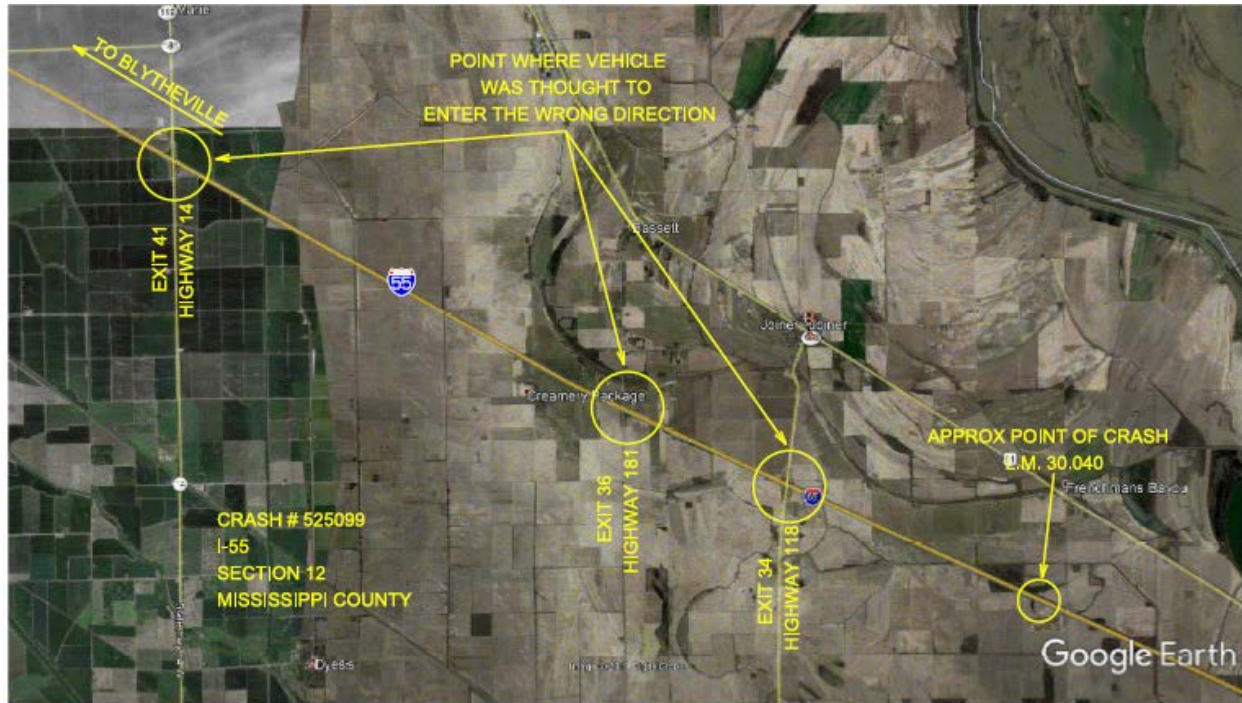 Marie
TO BLYTHEVILLE
POINT WHERE VEHICLE
WAS THOUGHT TO
ENTER THE WRONG DIRECTION
EXIT 41
HIGHWAY 14
55
Bassett
Joiner
Joiner
Creamery Package
EXIT 36
HIGHWAY 181
EXIT 34
HIGHWAY 118
APPROX POINT OF CRASH
L.M. 30.040
Frenchmans Bayou
CRASH # 525099
I-55
SECTION 12
MISSISSIPPI COUNTY
Dyess
Google Earth